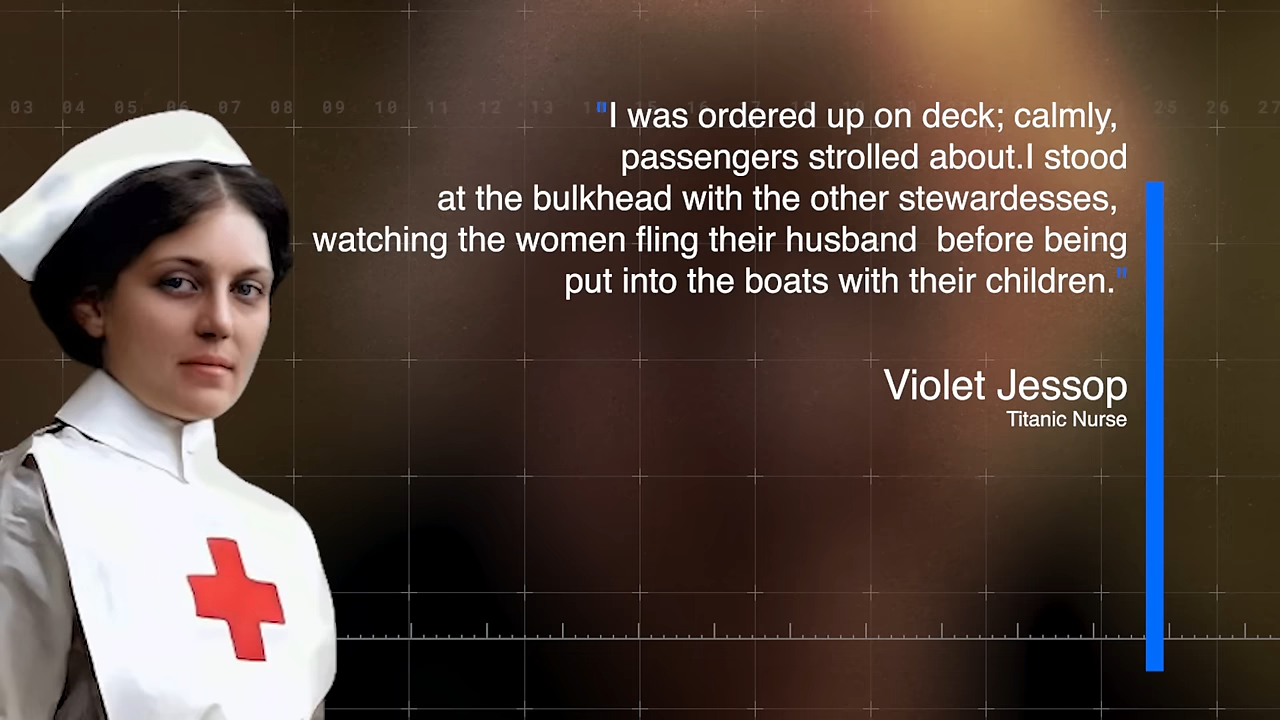 03 04 05 06 07 08 09 10 11 12 13 25 26 27
"I was ordered up on deck; calmly,
passengers strolled about.I stood
at the bulkhead with the other stewardesses,
watching the women fling their husband  before being
put into the boats with their children."
Violet Jessop
Titanic Nurse